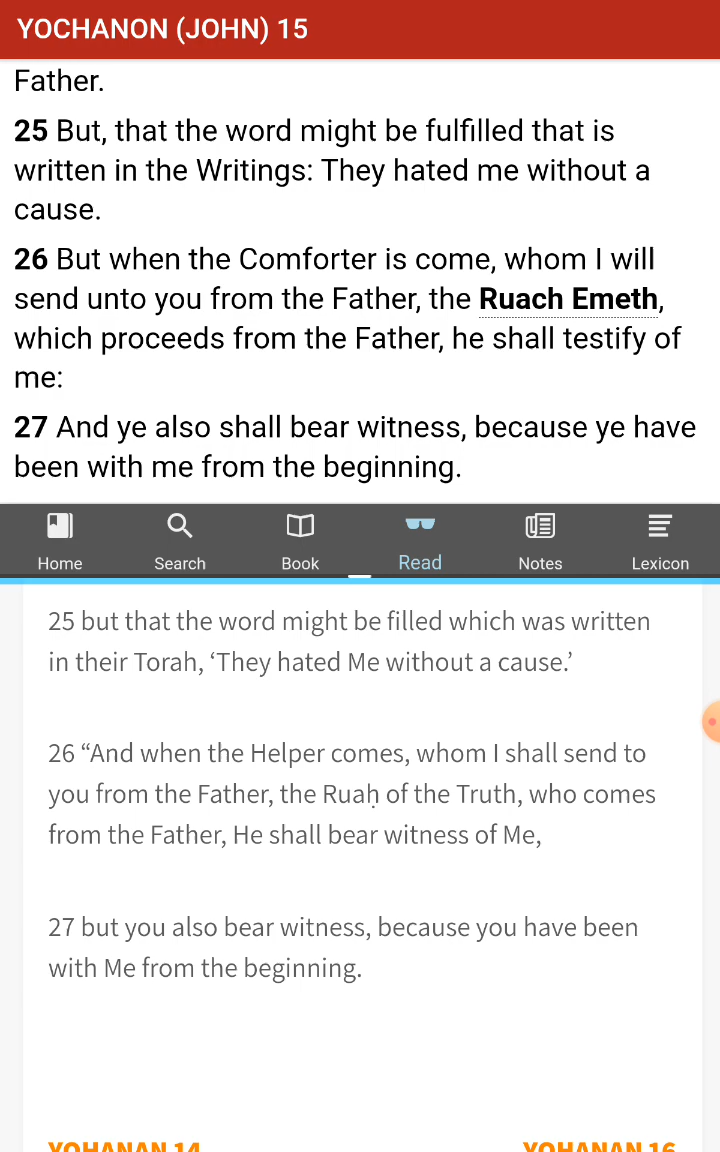 YOCHANON (JOHN) 15
Father.
25 But, that the word might be fulfilled that is
written in the Writings: They hated me without a
cause.
26 But when the Comforter is come, whom I will
send unto you from the Father, the Ruach Emeth,
which proceeds from the Father, he shall testify of
me:
27 And ye also shall bear witness, because ye have
been with me from the beginning.
Home Search Book Read Notes Lexicon
25 but that the word might be filled which was written
in their Torah, ‘They hated Me without a cause.’
26 “And when the Helper comes, whom I shall send to
you from the Father, the Ruaḥ of the Truth, who comes
from the Father, He shall bear witness of Me,
27 but you also bear witness, because you have been
with Me from the beginning.
YOHANAN 14 YOHANAN 16